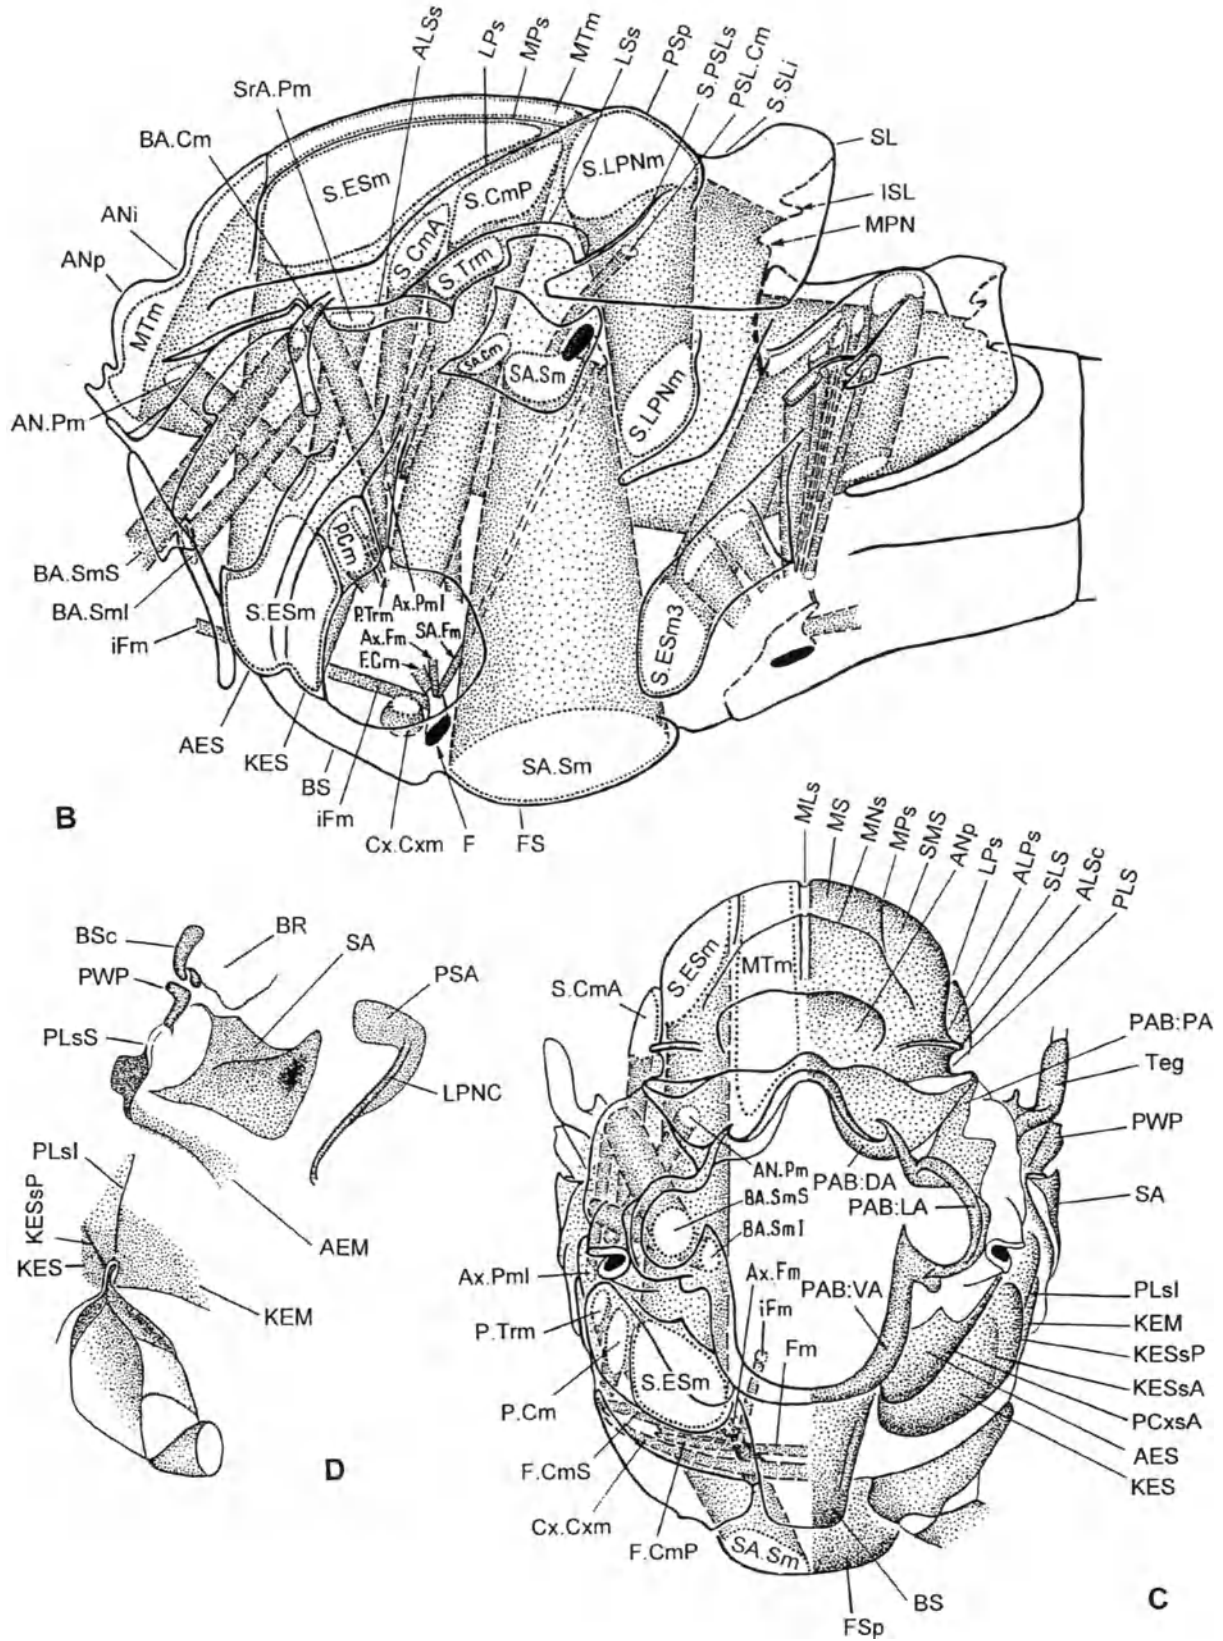 ALSs
LPs
MPs
MTm
LSs
PSp
S.PSLs
PSL.Cm
S.SLi
SrA.Pm
BA.Cm
ANi
ANp
SL
ISL
MPN
S.ESm
S.CmP
S.LPNm
S.CmA
S.Trm
MTm
SA.Cm
SA.Sm
S.LPNm
AN.Pm
BA.SmS
BA.SmI
iFm
PCm
S.ESm
P.Trm
Ax.PmI
Ax.Fm
SA.Fm
F.Cm
S.ESm3
AES
KES
BS
iFm
Cx.Cxm
F
FS
SA.Sm
B
BSc
BR
SA
PWP
PSA
PLsS
LPNC
PLsI
KESsP
KES
AEM
KEM
D
MLs
MS
MNs
MPs
SMS
ANp
LPs
ALPs
SLS
ALSc
PLS
S.CmA
S.ESm
MTm
PAB:PA
Teg
PWP
AN.Pm
PAB:DA
BA.SmS
PAB:LA
SA
BA.SmI
Ax.PmI
Ax.Fm
PAB:VA
iFm
PLsI
P.Trm
Fm
KEM
KESsP
S.ESm
KESsA
P.Cm
PCxsA
F.CmS
AES
KES
Cx.Cxm
F.CmP
SA.Sm
BS
FSp
C